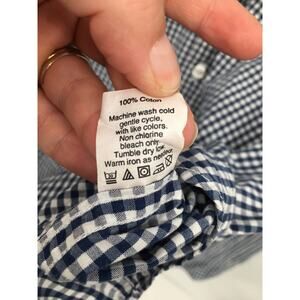 100% Cotton
Machine wash cold
gentle cycle,
with like colors.
Non chlorine
bleach only.
Tumble dry low.
Warm iron as needed